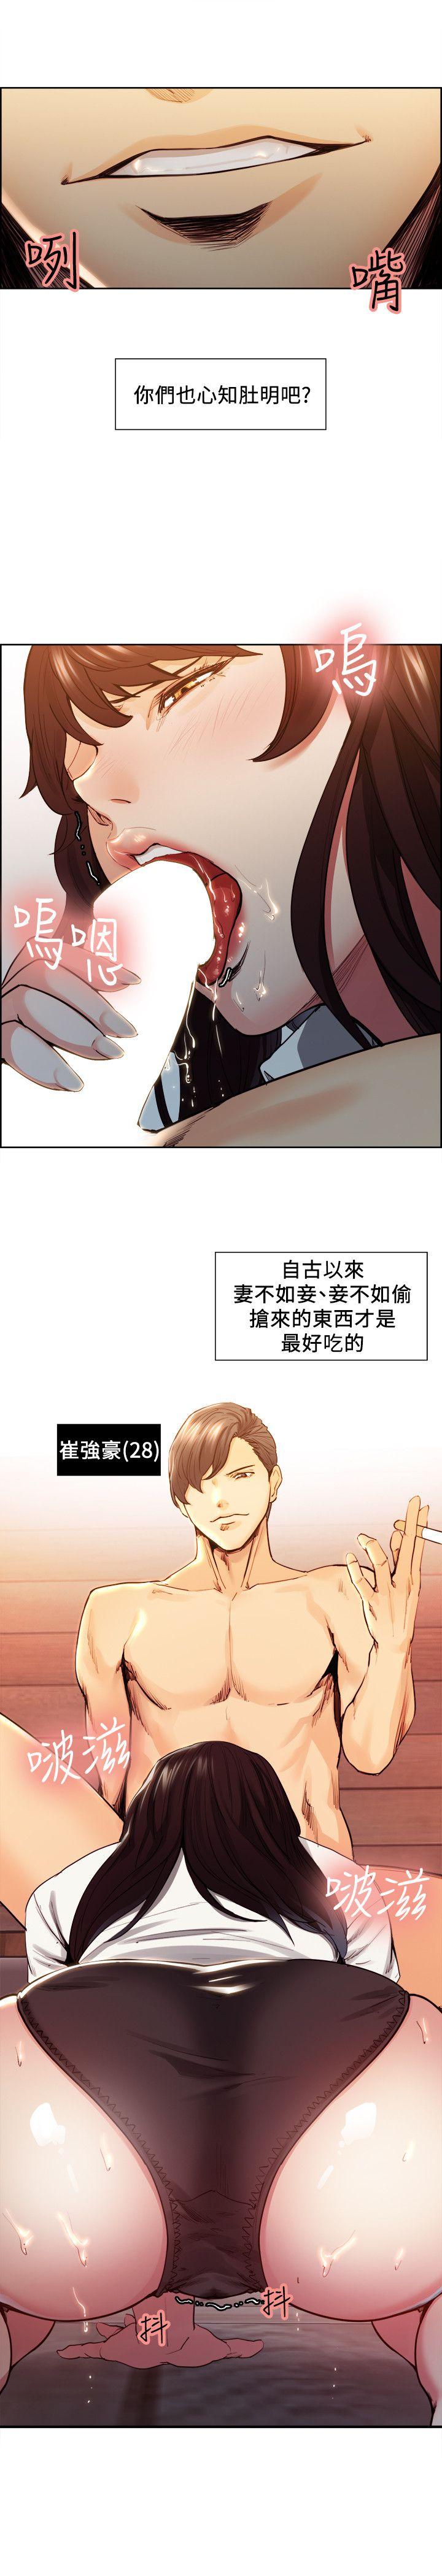 咧
嘴
你們也心知肚明吧?
嗚
嗚嗯
自古以來
妻不如妾、妾不如偷
搶來的東西才是
最好吃的
崔強豪(28)
啵滋
啵滋
抖
抖